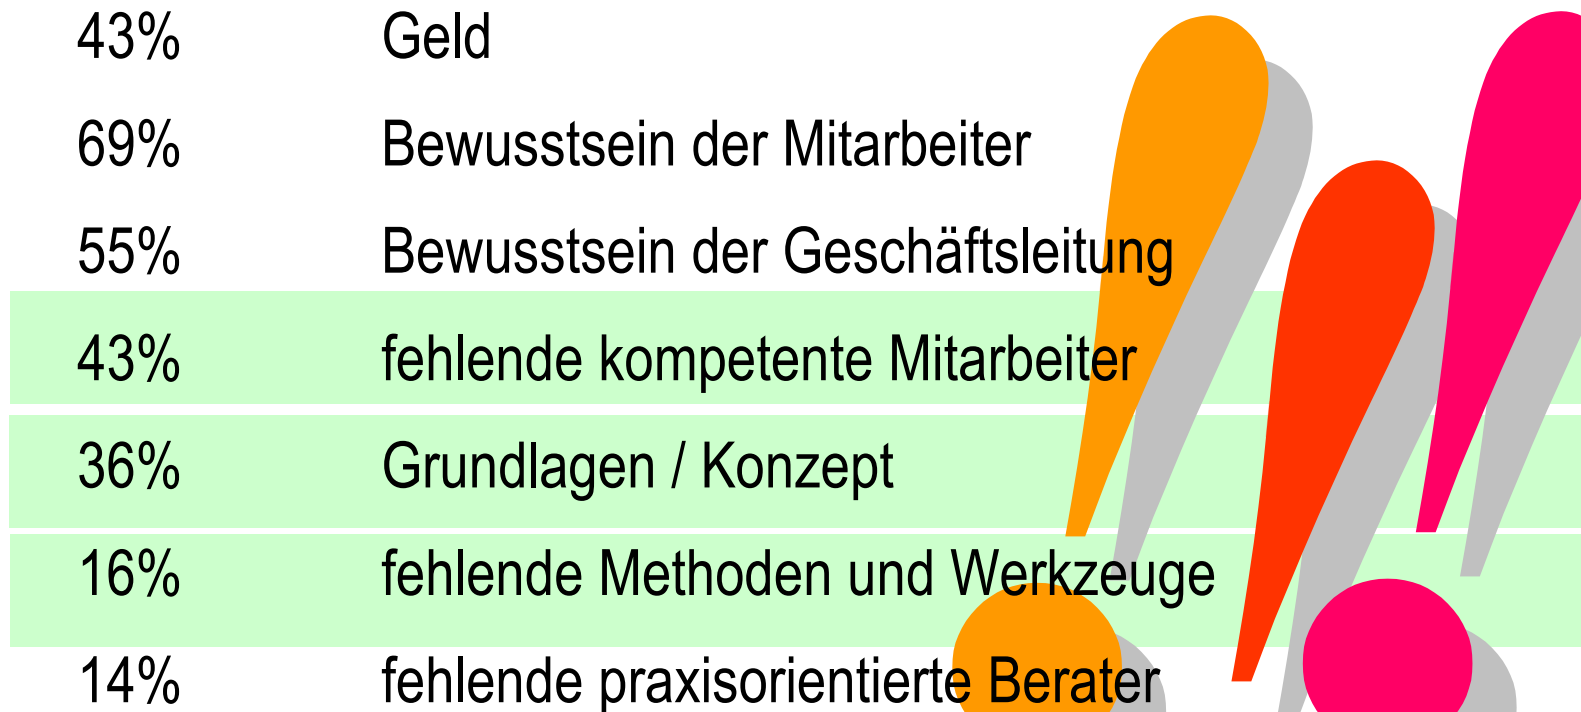 43% Geld
69% Bewusstsein der Mitarbeiter
55% Bewusstsein der Geschäftsleitung
43% fehlende kompetente Mitarbeiter
36% Grundlagen / Konzept
16% fehlende Methoden und Werkzeuge
14% fehlende praxisorientierte Berater